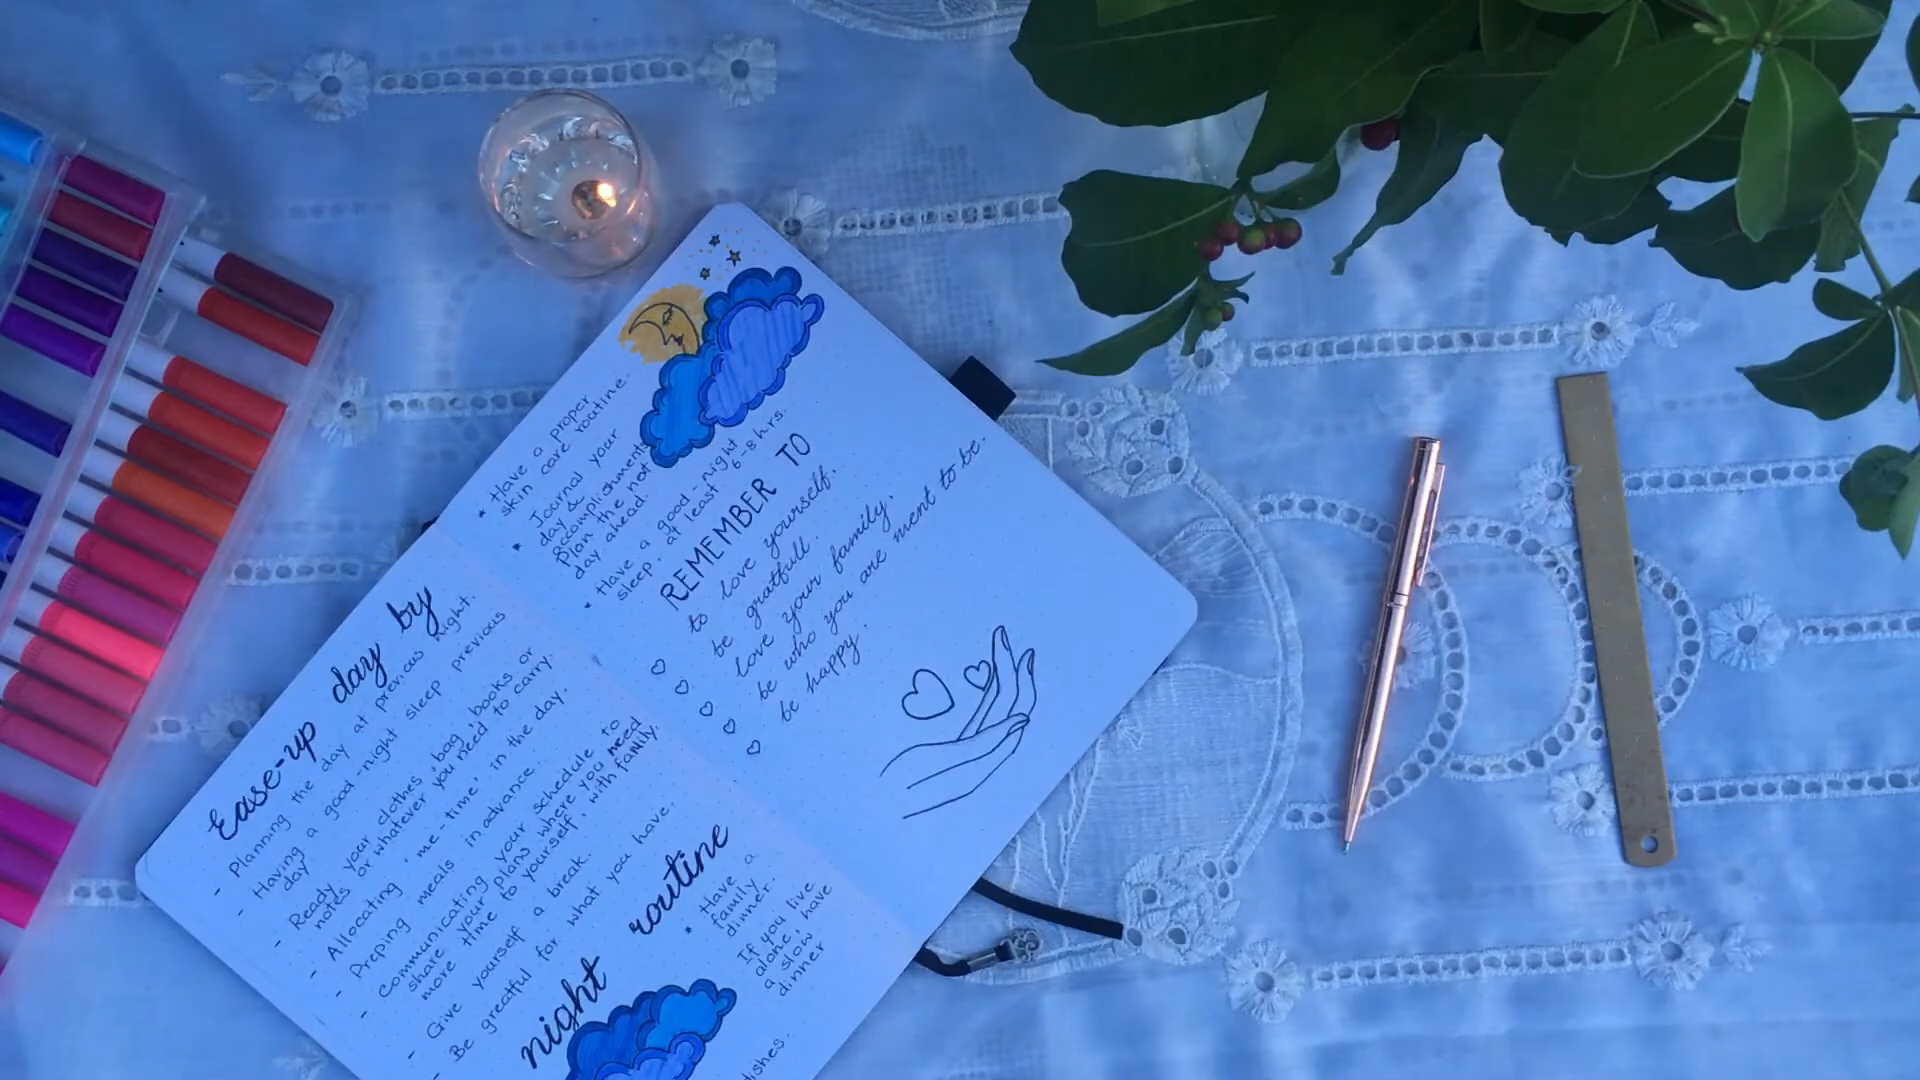 Ease-up day by
- Planning the day at previous night.
- Having a good-night sleep previous
day
- Ready your clothes, bag, books or
notes or whatever you need to carry.
- Allocating 'me-time' in the day.
- Preping meals in advance.
- Communicating your schedule to
share your plans where you need
more time to yourself, with family.
- Give yourself a break.
- Be greatful for what you have.
night routine
* Have a
family
dinner.
If you live
alone, have
a slow
dinner
dishes.
* Have a proper
skin care routine.
* Journal your
day &
accomplichments
Plan the not
day ahead.
* Have a good-night
sleep, at least 6-8 hrs.
REMEMBER TO
♡ to love yourself.
♡ be gratfull.
♡ love your family.
♡ be who you are ment to be.
♡ be happy.